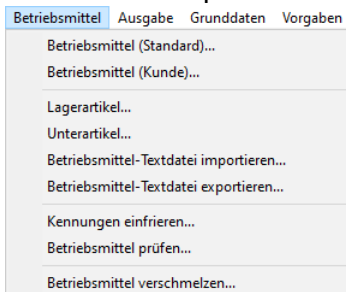 Betriebsmittel Ausgabe Grunddaten Vorgaben
Betriebsmittel (Standard)...
Betriebsmittel (Kunde)...
Lagerartikel...
Unterartikel...
Betriebsmittel-Textdatei importieren...
Betriebsmittel-Textdatei exportieren...
Kennungen einfrieren...
Betriebsmittel prüfen...
Betriebsmittel verschmelzen...